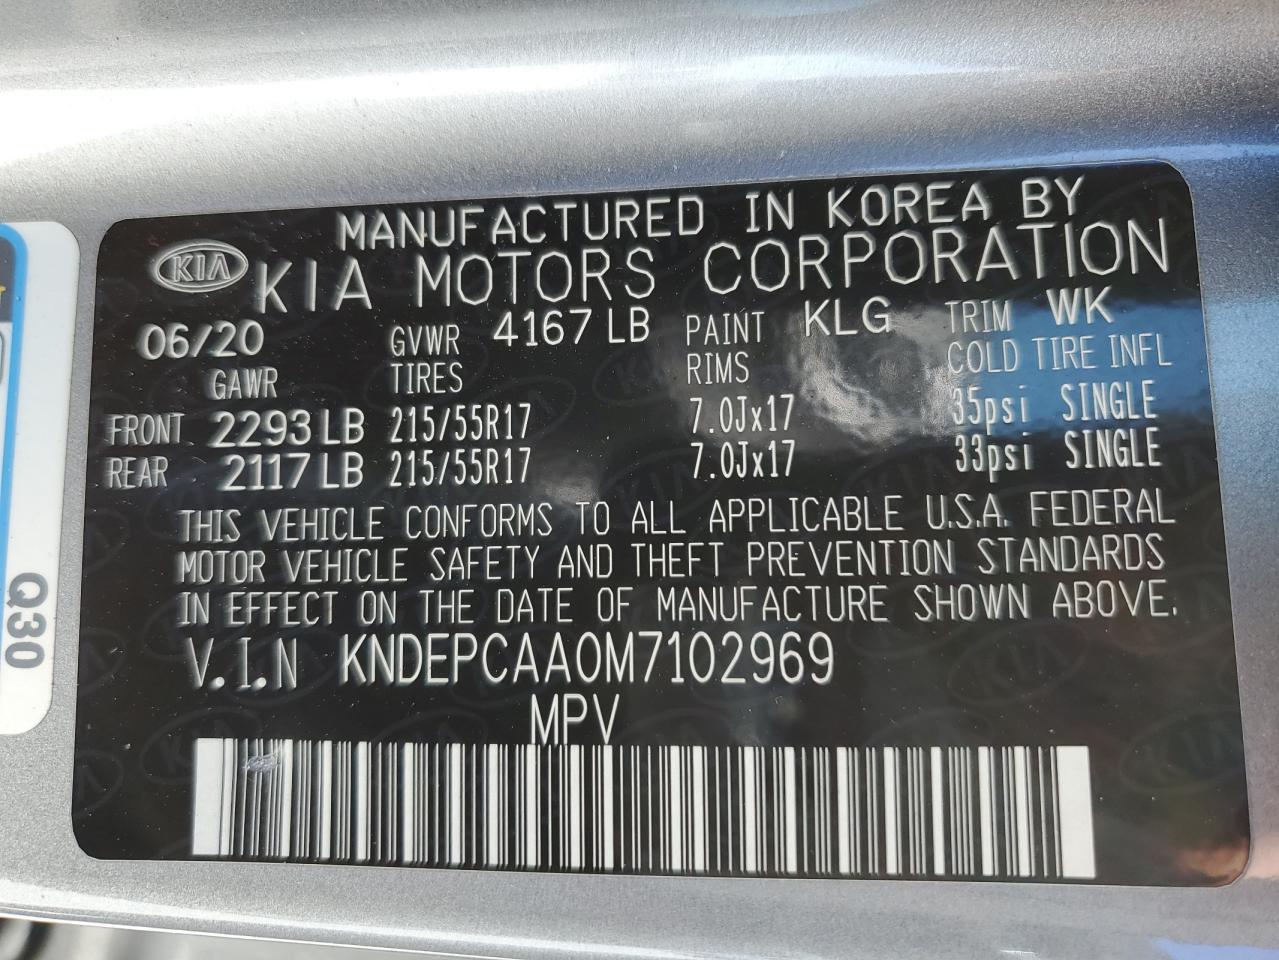 MANUFACTURED IN KOREA BY
KIA KIA MOTORS CORPORATION
06/20 GVWR 4167 LB PAINT KLG TRIM WK
GAWR TIRES RIMS COLD TIRE INFL
FRONT 2293 LB 215/55R17 7.0Jx17 35psi SINGLE
REAR 2117 LB 215/55R17 7.0Jx17 33psi SINGLE
THIS VEHICLE CONFORMS TO ALL APPLICABLE U.S.A. FEDERAL
MOTOR VEHICLE SAFETY AND THEFT PREVENTION STANDARDS
IN EFFECT ON THE DATE OF MANUFACTURE SHOWN ABOVE.
V.I.N KNDEPCAA0M7102969
MPV
Q30